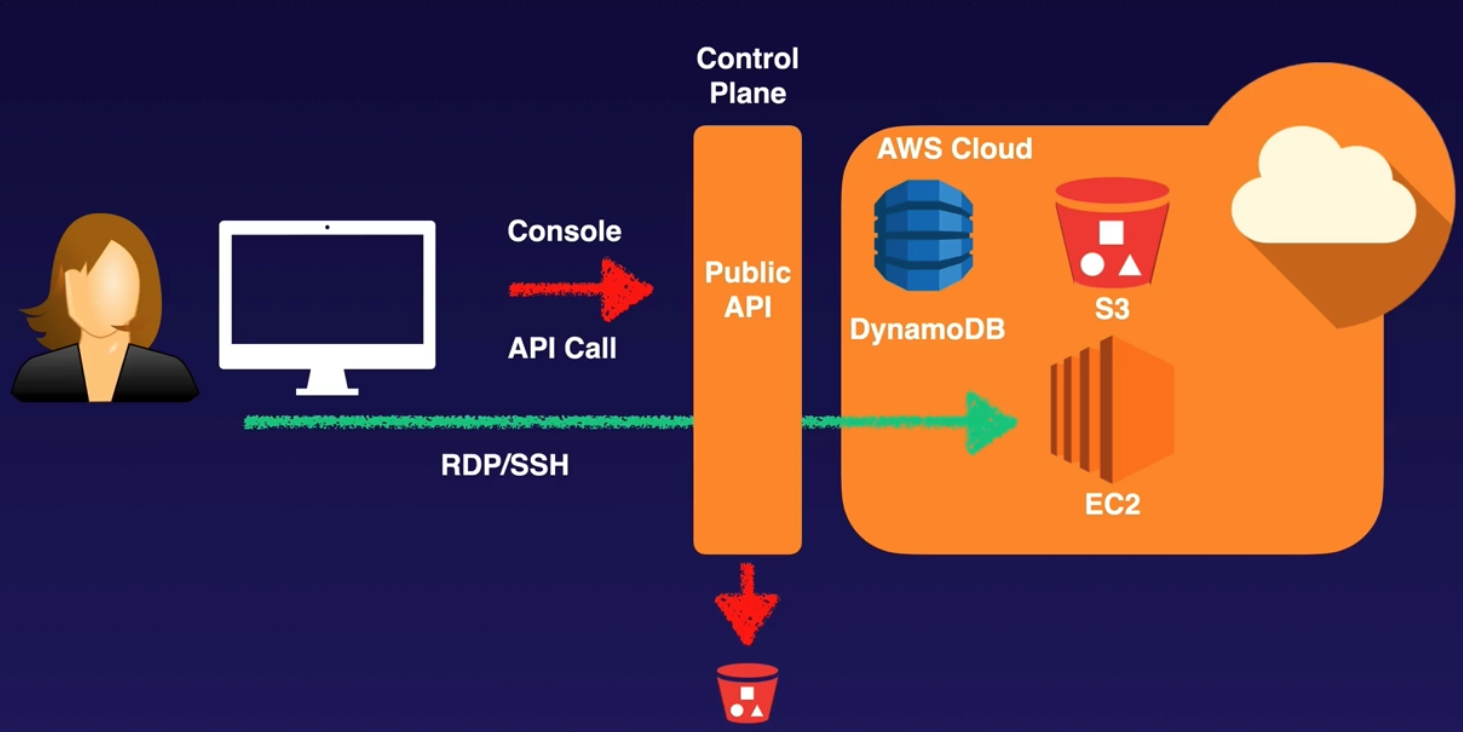 Control
Plane
AWS Cloud
Console
Public
API
S3
DynamoDB
API Call
RDP/SSH
EC2